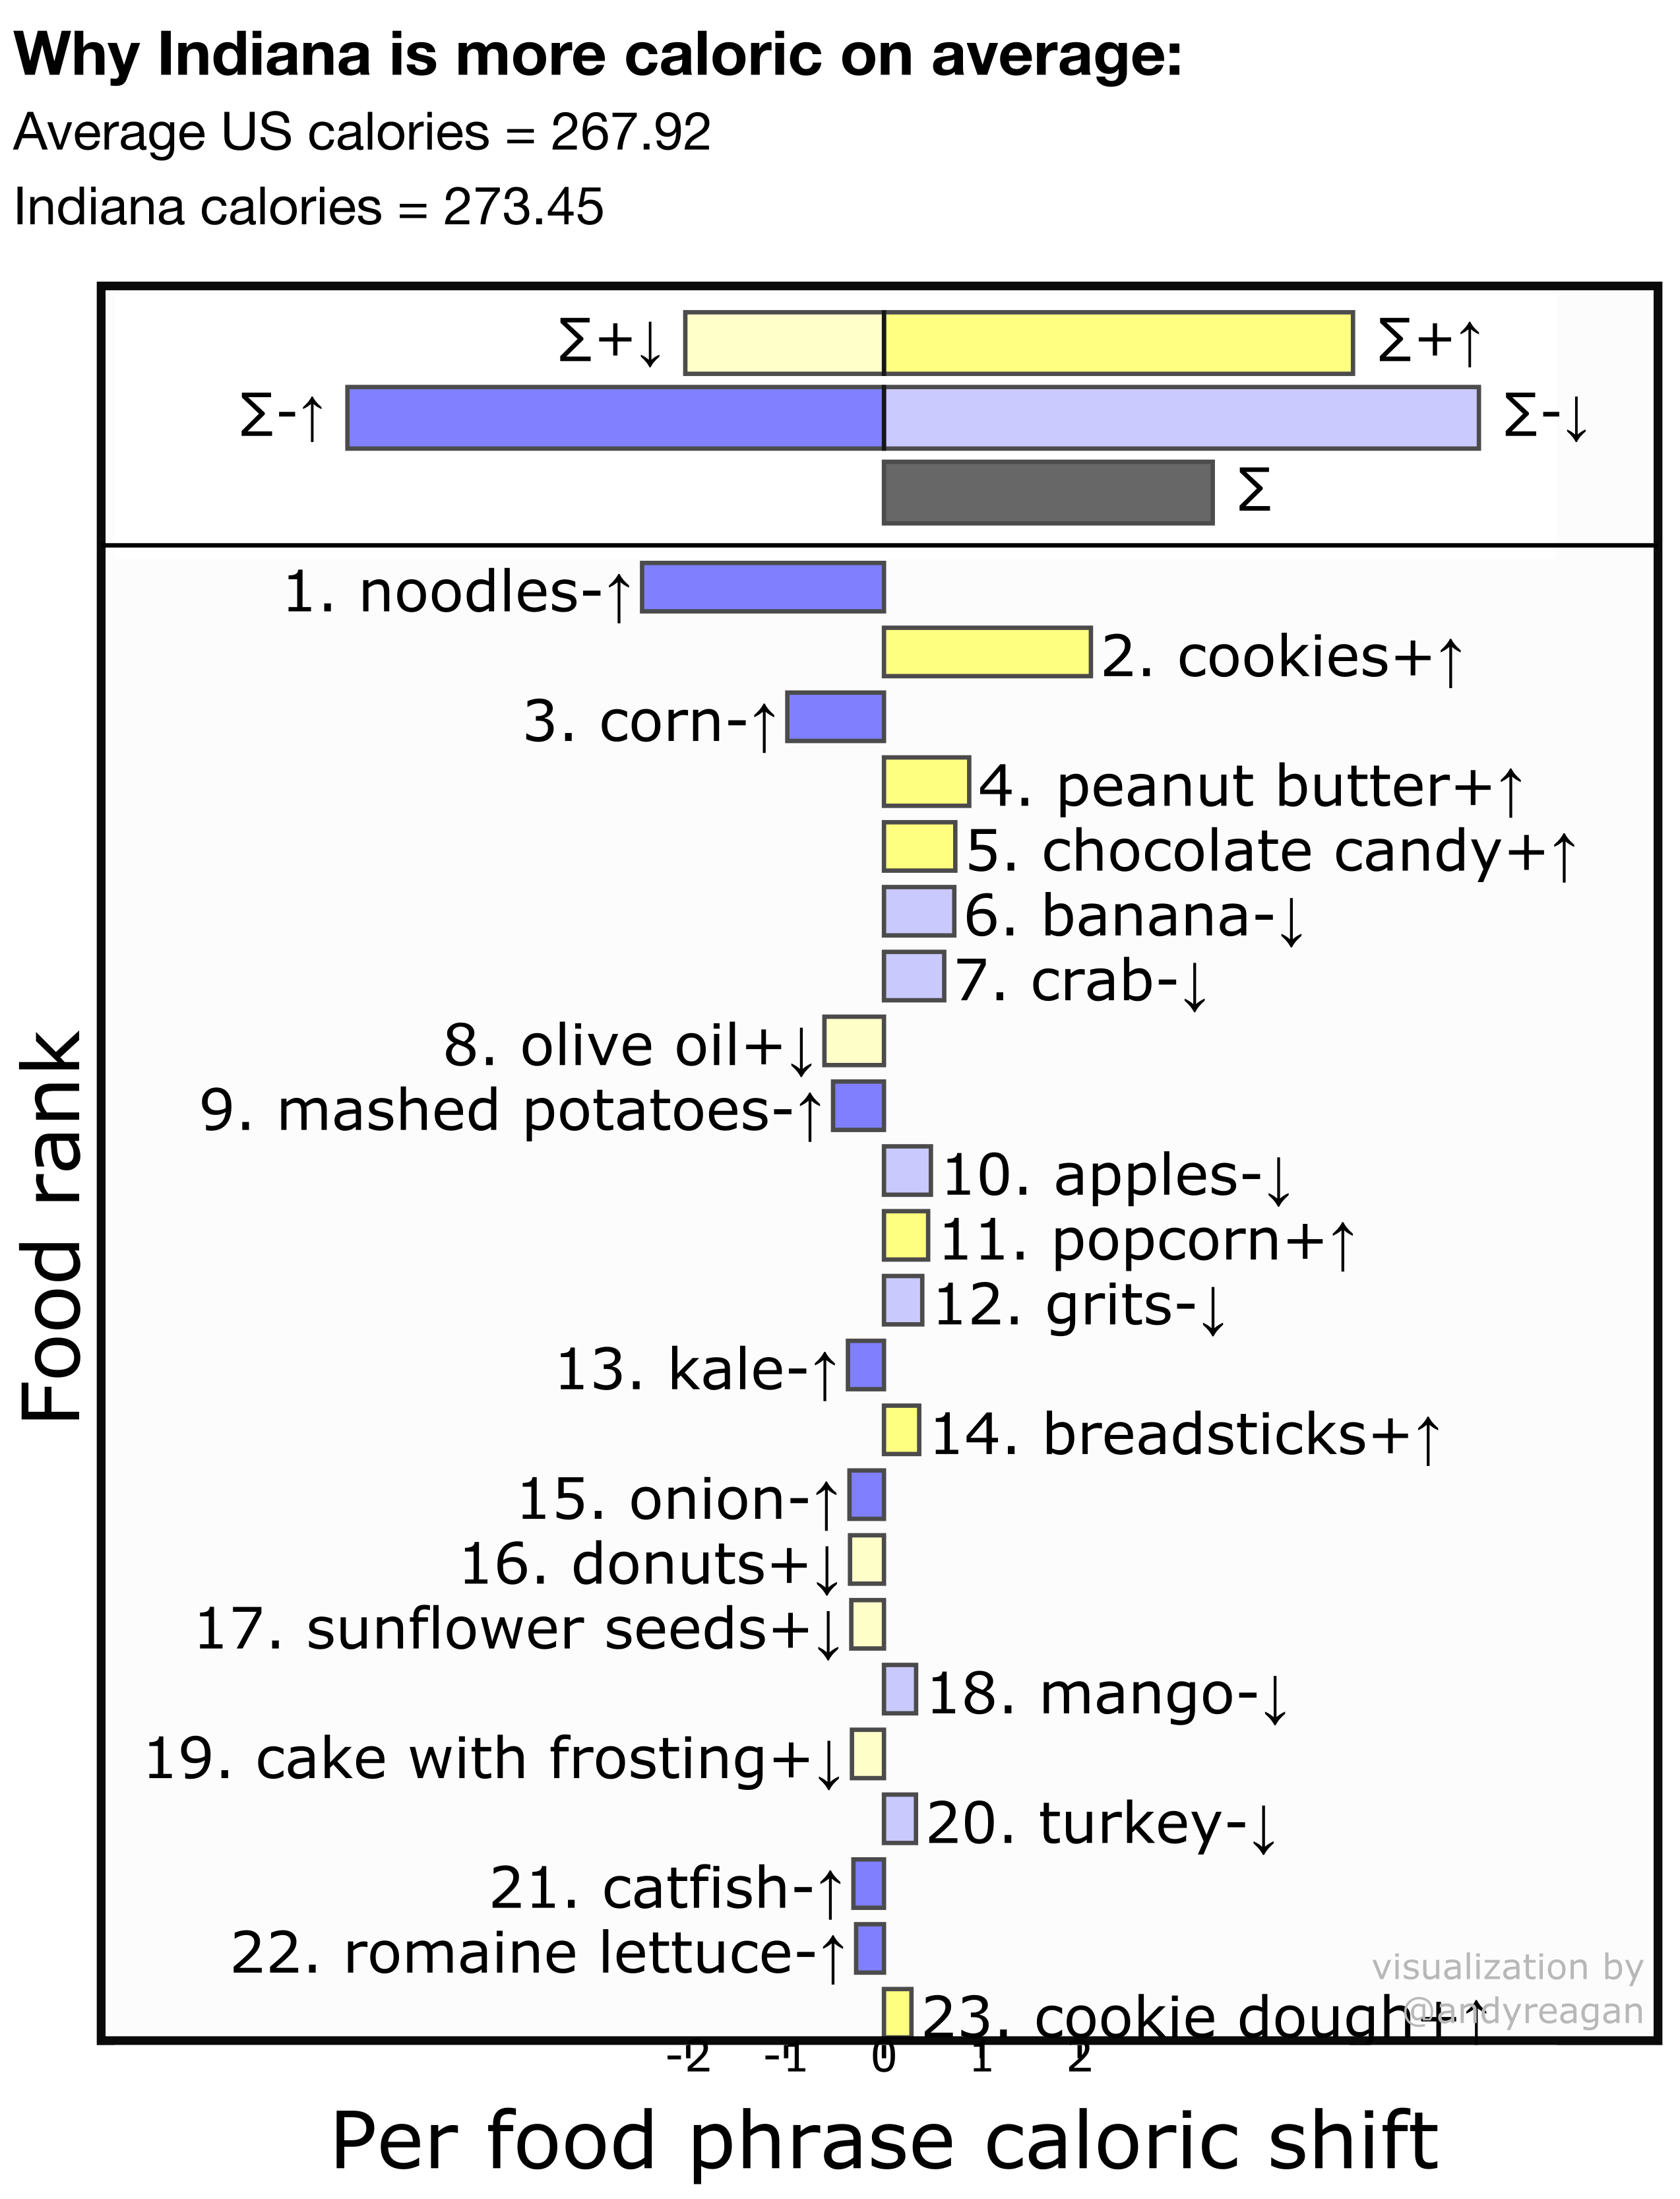 Why Indiana is more caloric on average:
Average US calories = 267.92
Indiana calories = 273.45
Σ+↓ Σ+↑
Σ-↑ Σ-↓
Σ
1. noodles-↑
2. cookies+↑
3. corn-↑
4. peanut butter+↑
5. chocolate candy+↑
6. banana-↓
7. crab-↓
8. olive oil+↓
9. mashed potatoes-↑
10. apples-↓
11. popcorn+↑
12. grits-↓
13. kale-↑
14. breadsticks+↑
15. onion-↑
16. donuts+↓
17. sunflower seeds+↓
18. mango-↓
19. cake with frosting+↓
20. turkey-↓
21. catfish-↑
22. romaine lettuce-↑
23. cookie dough+↑
visualization by
@andyreagan
Food rank
-2 -1 0 1 2
Per food phrase caloric shift